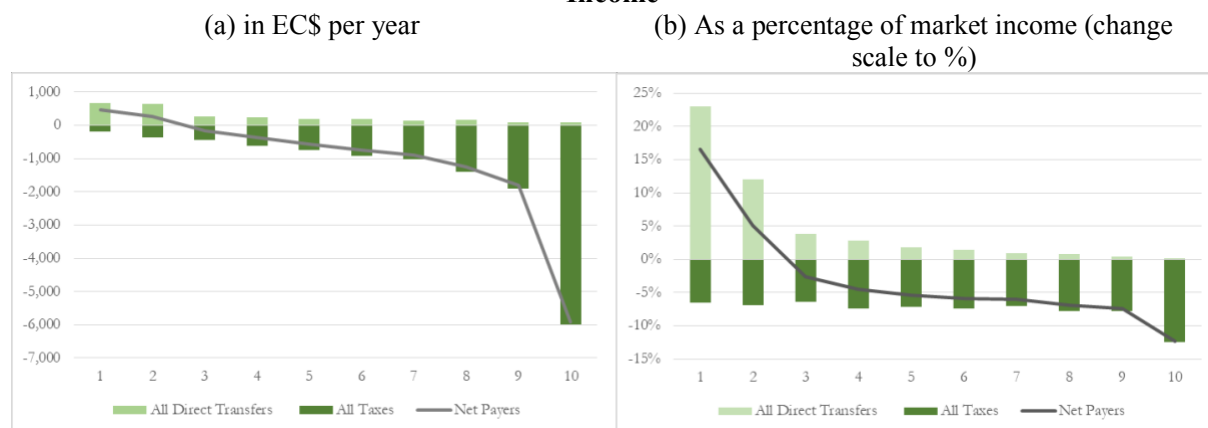 Income
(a) in EC$ per year
(b) As a percentage of market income (change
scale to %)
1,000
0
-1,000
-2,000
-3,000
-4,000
-5,000
-6,000
-7,000
1 2 3 4 5 6 7 8 9 10
All Direct Transfers All Taxes Net Payers
25%
20%
15%
10%
5%
0%
-5%
-10%
-15%
1 2 3 4 5 6 7 8 9 10
All Direct Transfers All Taxes Net Payers